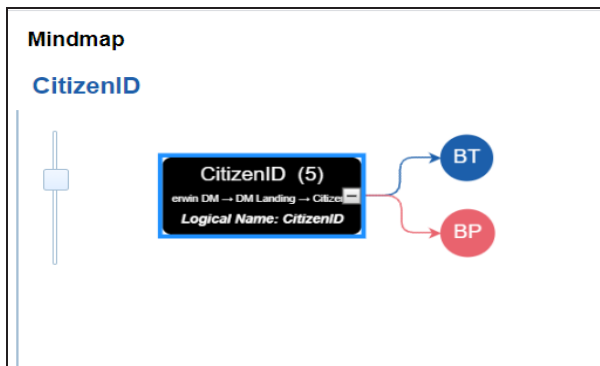 Mindmap
CitizenID
CitizenID (5)
erwin DM → DM Landing → Citize
Logical Name: CitizenID
BT
BP